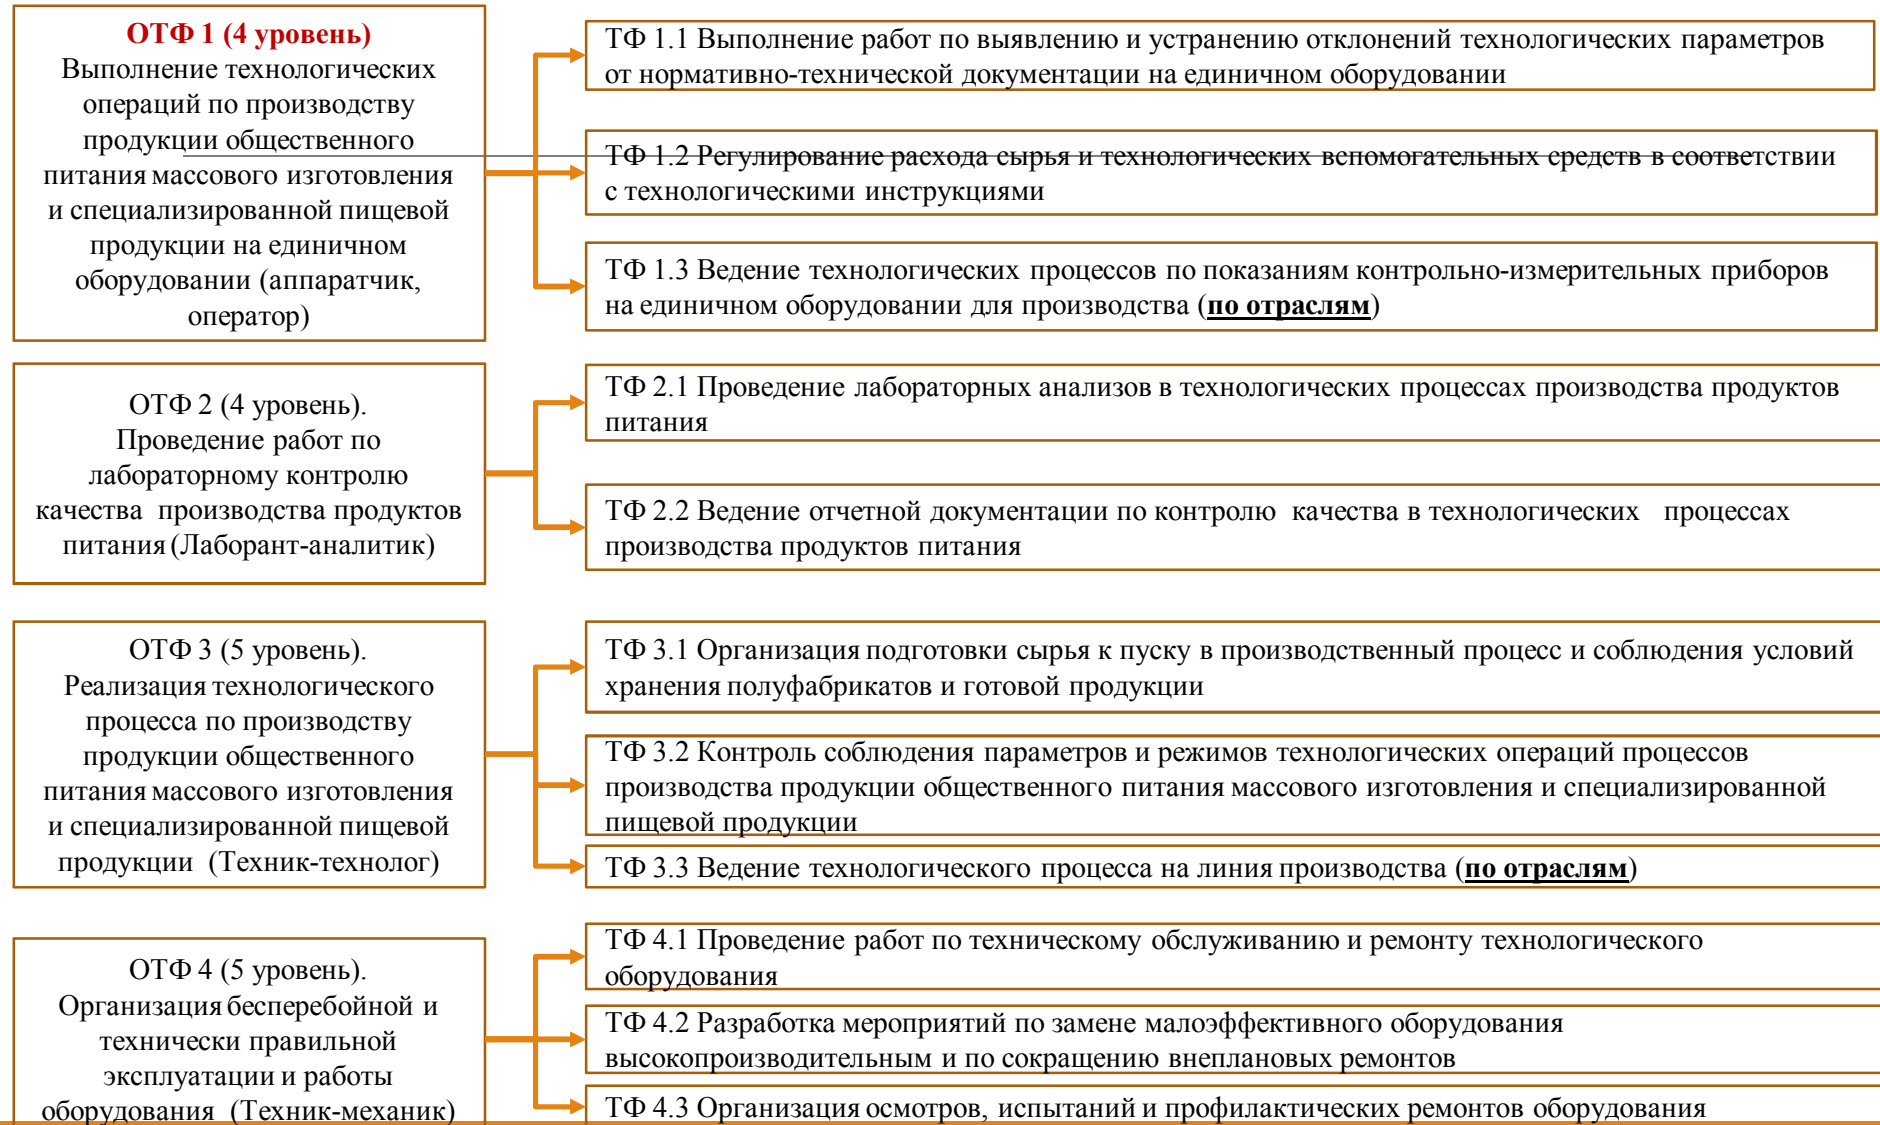 ОТФ 1 (4 уровень)
Выполнение технологических
операций по производству
продукции общественного
питания массового изготовления
и специализированной пищевой
продукции на единичном
оборудовании (аппаратчик,
оператор)
ТФ 1.1 Выполнение работ по выявлению и устранению отклонений технологических параметров
от нормативно-технической документации на единичном оборудовании
ТФ 1.2 Регулирование расхода сырья и технологических вспомогательных средств в соответствии
с технологическими инструкциями
ТФ 1.3 Ведение технологических процессов по показаниям контрольно-измерительных приборов
на единичном оборудовании для производства (по отраслям)
ОТФ 2 (4 уровень).
Проведение работ по
лабораторному контролю
качества производства продуктов
питания (Лаборант-аналитик)
ТФ 2.1 Проведение лабораторных анализов в технологических процессах производства продуктов
питания
ТФ 2.2 Ведение отчетной документации по контролю качества в технологических процессах
производства продуктов питания
ОТФ 3 (5 уровень).
Реализация технологического
процесса по производству
продукции общественного
питания массового изготовления
и специализированной пищевой
продукции (Техник-технолог)
ТФ 3.1 Организация подготовки сырья к пуску в производственный процесс и соблюдения условий
хранения полуфабрикатов и готовой продукции
ТФ 3.2 Контроль соблюдения параметров и режимов технологических операций процессов
производства продукции общественного питания массового изготовления и специализированной
пищевой продукции
ТФ 3.3 Ведение технологического процесса на линия производства (по отраслям)
ОТФ 4 (5 уровень).
Организация бесперебойной и
технически правильной
эксплуатации и работы
оборудования (Техник-механик)
ТФ 4.1 Проведение работ по техническому обслуживанию и ремонту технологического
оборудования
ТФ 4.2 Разработка мероприятий по замене малоэффективного оборудования
высокопроизводительным и по сокращению внеплановых ремонтов
ТФ 4.3 Организация осмотров, испытаний и профилактических ремонтов оборудования